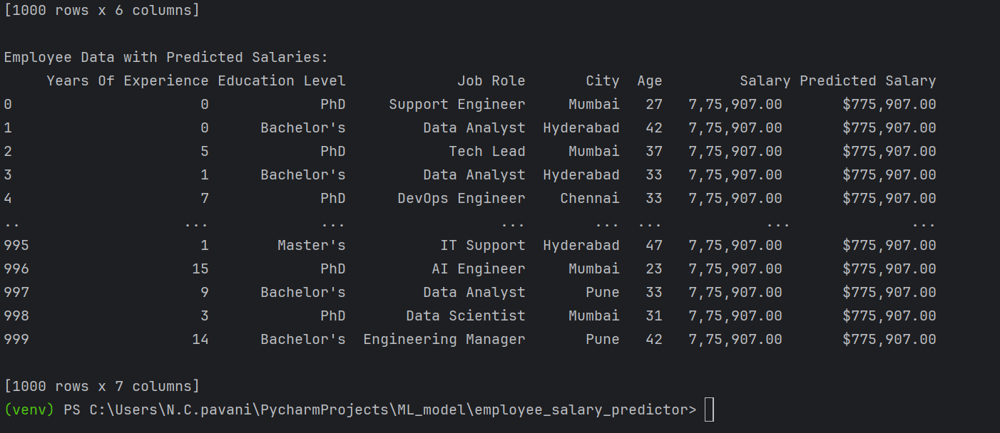 [1000 rows x 6 columns]
Employee Data with Predicted Salaries:
Years Of Experience Education Level Job Role City Age Salary Predicted Salary
0 0 PhD Support Engineer Mumbai 27 7,75,907.00 $775,907.00
1 0 Bachelor's Data Analyst Hyderabad 42 7,75,907.00 $775,907.00
2 5 PhD Tech Lead Mumbai 37 7,75,907.00 $775,907.00
3 1 Bachelor's Data Analyst Hyderabad 33 7,75,907.00 $775,907.00
4 7 PhD DevOps Engineer Chennai 33 7,75,907.00 $775,907.00
.. ... ... ... ... ... ... ...
995 1 Master's IT Support Hyderabad 47 7,75,907.00 $775,907.00
996 15 PhD AI Engineer Mumbai 23 7,75,907.00 $775,907.00
997 9 Bachelor's Data Analyst Pune 33 7,75,907.00 $775,907.00
998 3 PhD Data Scientist Mumbai 31 7,75,907.00 $775,907.00
999 14 Bachelor's Engineering Manager Pune 42 7,75,907.00 $775,907.00
[1000 rows x 7 columns]
(venv) PS C:\Users\N.C.pavani\PycharmProjects\ML_model\employee_salary_predictor>